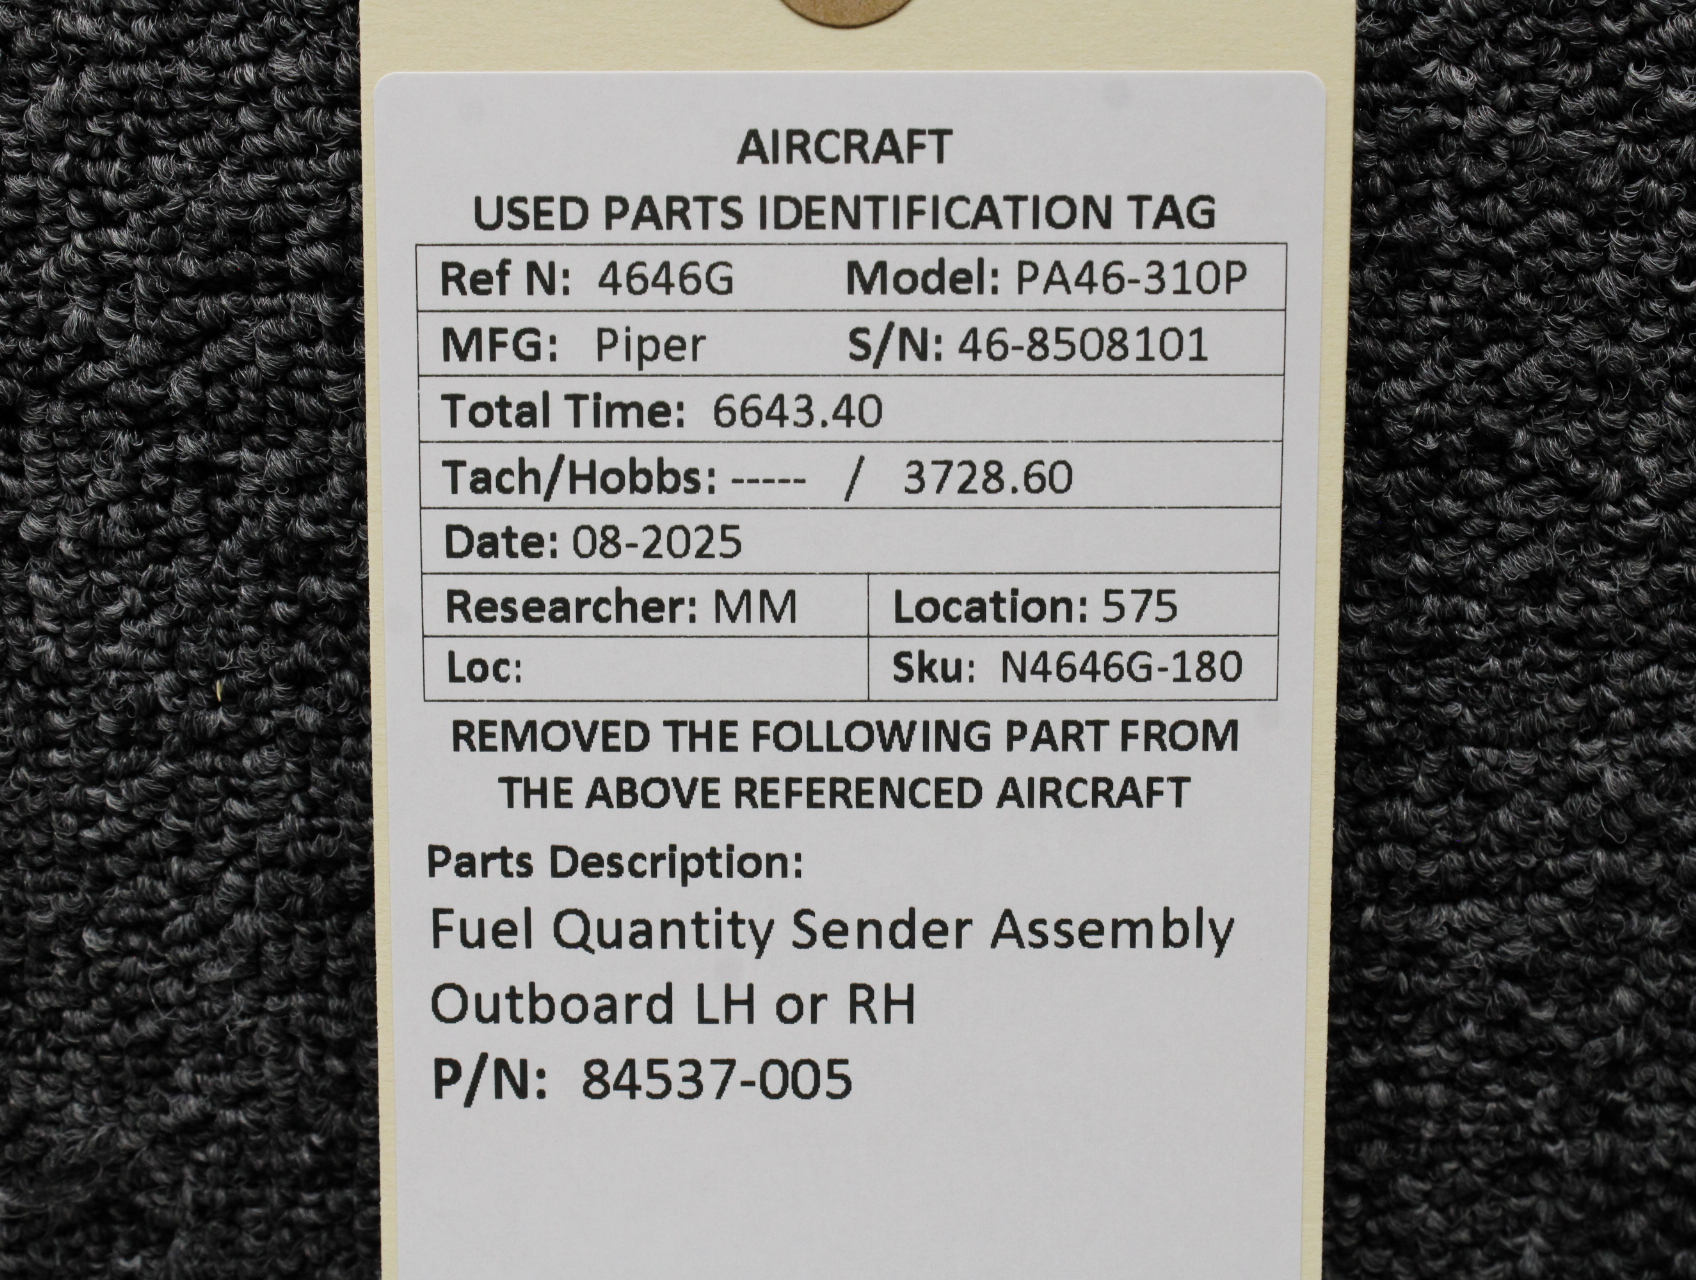 AIRCRAFT
USED PARTS IDENTIFICATION TAG
Ref N: 4646G Model: PA46-310P
MFG: Piper S/N: 46-8508101
Total Time: 6643.40
Tach/Hobbs: ----- / 3728.60
Date: 08-2025
Researcher: MM Location: 575
Loc: Sku: N4646G-180
REMOVED THE FOLLOWING PART FROM
THE ABOVE REFERENCED AIRCRAFT
Parts Description:
Fuel Quantity Sender Assembly
Outboard LH or RH
P/N: 84537-005